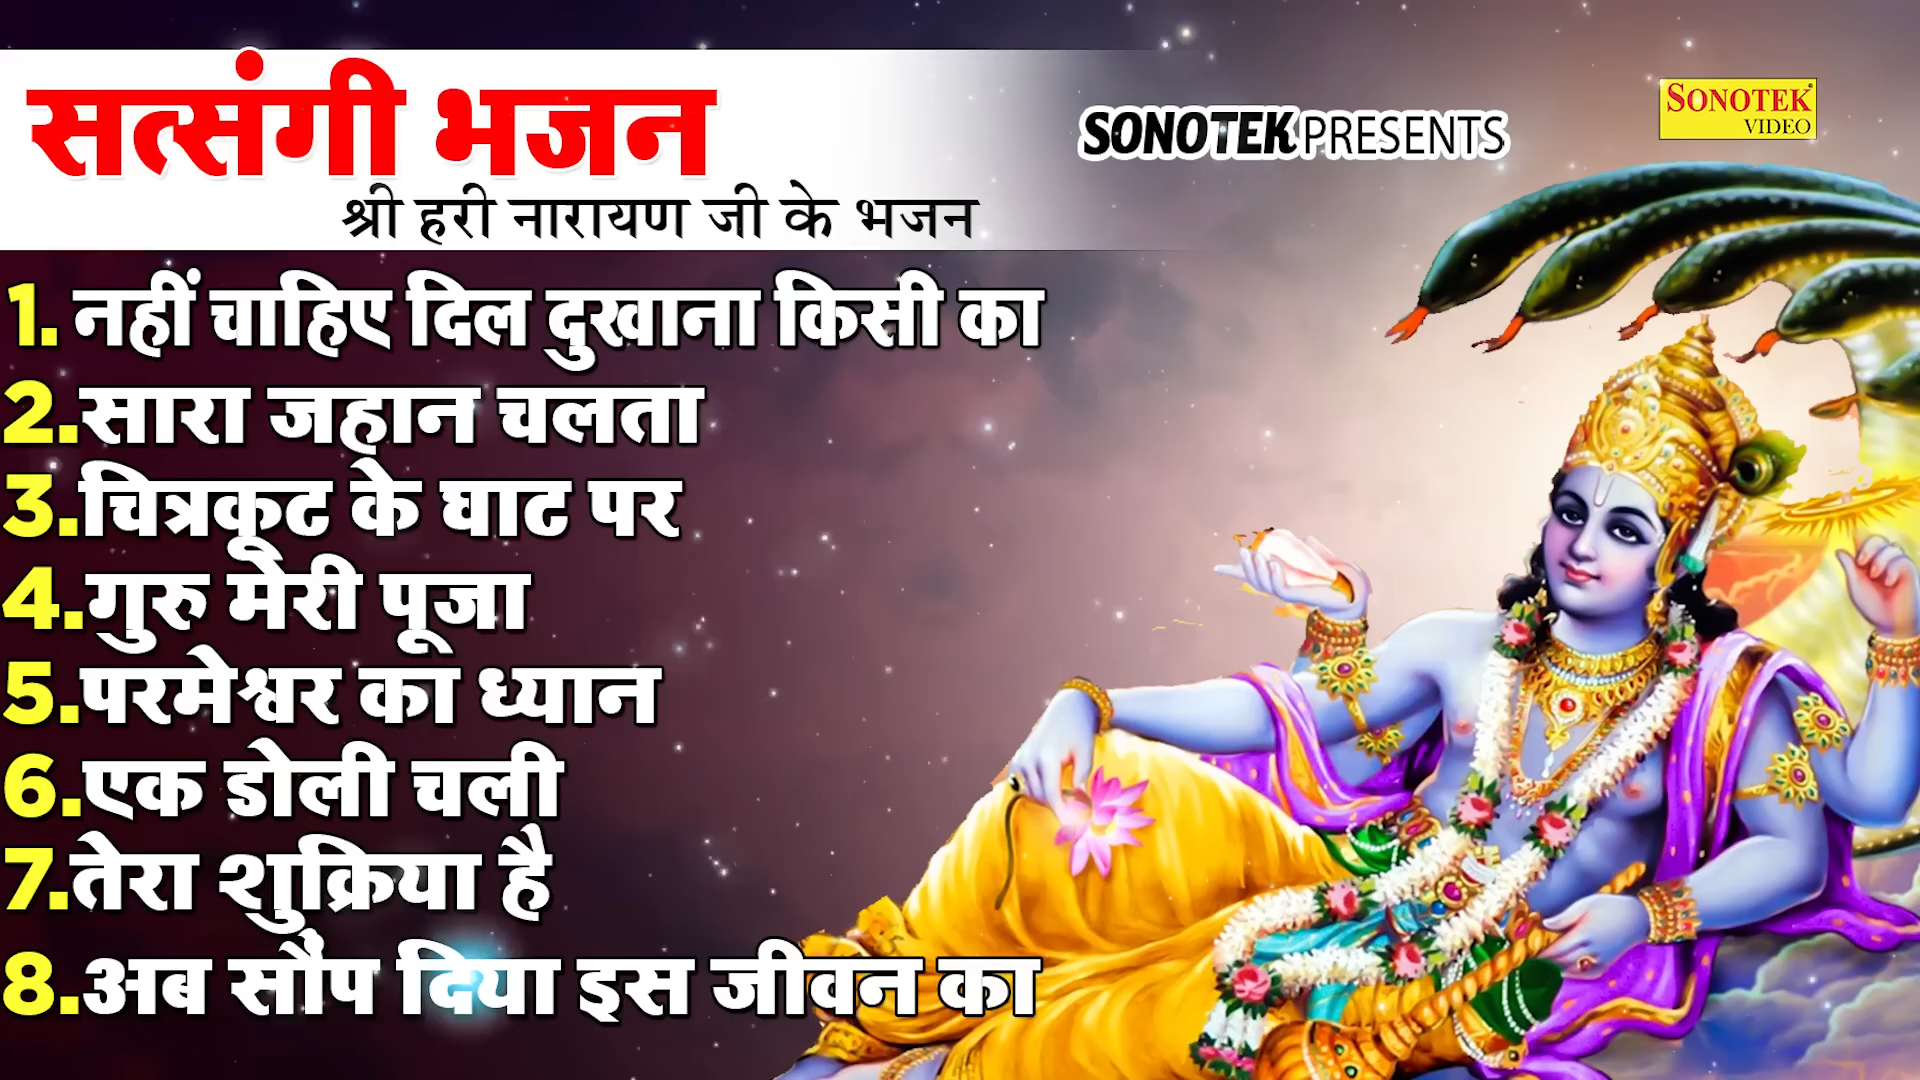 सत्संगी भजन
श्री हरी नारायण जी के भजन
SONOTEK PRESENTS
SONOTEK
VIDEO
1. नहीं चाहिए दिल दुखाना किसी का
2.सारा जहान चलता
3.चित्रकूट के घाट पर
4.गुरु मेरी पूजा
5.परमेश्वर का ध्यान
6.एक डोली चली
7.तेरा शुक्रिया है
8.अब सौंप दिया इस जीवन का